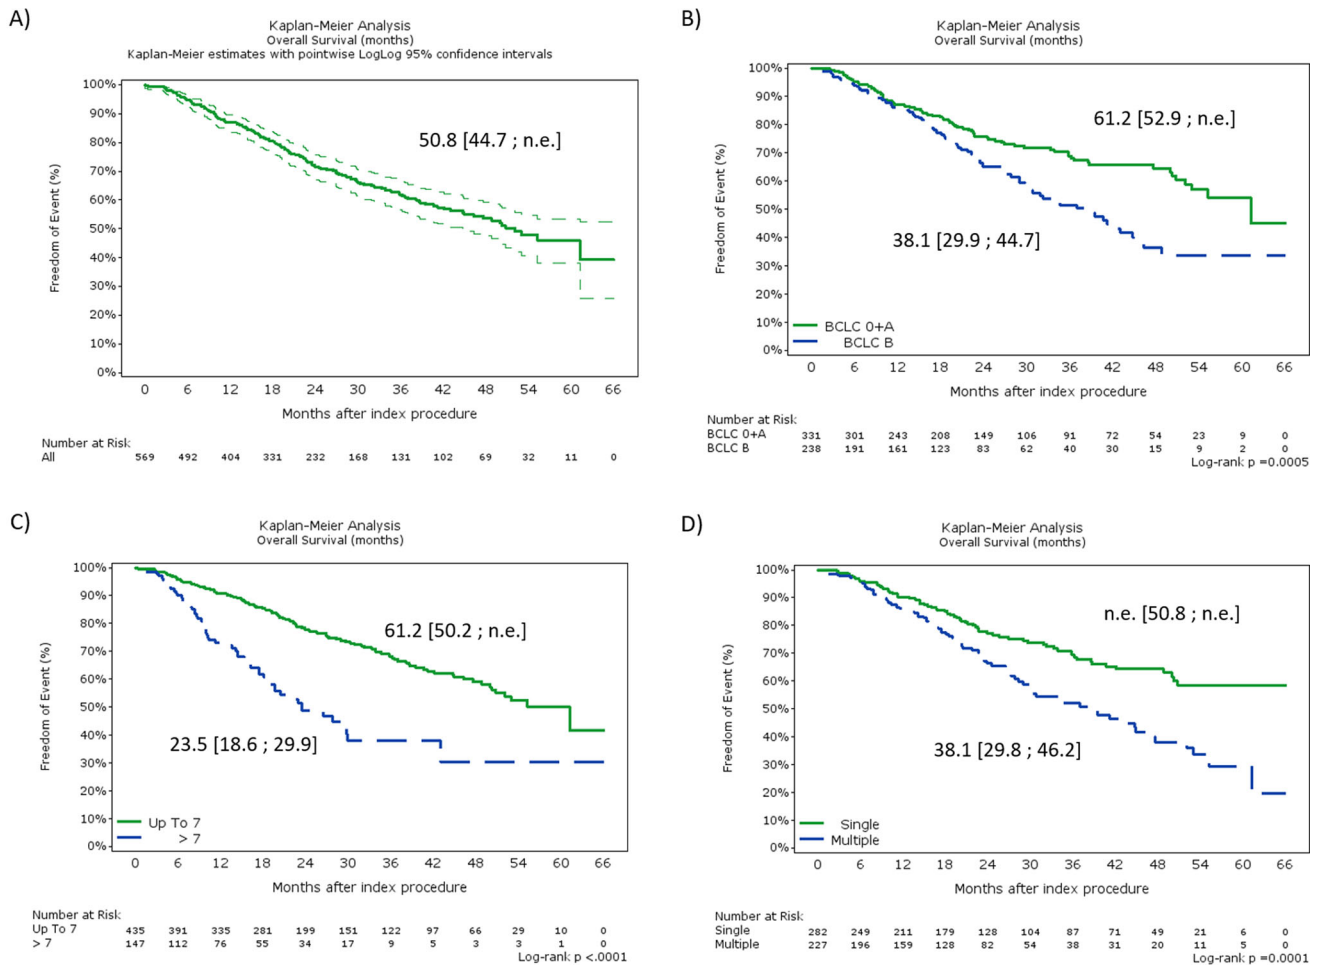 A)
Kaplan-Meier Analysis
Overall Survival (months)
Kaplan-Meier estimates with pointwise LogLog 95% confidence intervals
100%
90%
80%
70%
60%
50%
40%
30%
20%
10%
0%
Freedom of Event (%)
50.8 [44.7 ; n.e.]
0 6 12 18 24 30 36 42 48 54 60 66
Months after index procedure
Number at Risk
All 569 492 404 331 232 168 131 102 69 32 11 0
B)
Kaplan-Meier Analysis
Overall Survival (months)
100%
90%
80%
70%
60%
50%
40%
30%
20%
10%
0%
Freedom of Event (%)
61.2 [52.9 ; n.e.]
38.1 [29.9 ; 44.7]
BCLC 0+A
BCLC B
0 6 12 18 24 30 36 42 48 54 60 66
Months after index procedure
Number at Risk
BCLC 0+A 331 301 243 208 149 106 91 72 54 23 9 0
BCLC B 238 191 161 123 83 62 40 30 15 9 2 0
Log-rank p =0.0005
C)
Kaplan-Meier Analysis
Overall Survival (months)
100%
90%
80%
70%
60%
50%
40%
30%
20%
10%
0%
Freedom of Event (%)
61.2 [50.2 ; n.e.]
23.5 [18.6 ; 29.9]
Up To 7
> 7
0 6 12 18 24 30 36 42 48 54 60 66
Months after index procedure
Number at Risk
Up To 7 435 391 335 281 199 151 122 97 66 29 10 0
> 7 147 112 76 55 34 17 9 5 3 3 1 0
Log-rank p <.0001
D)
Kaplan-Meier Analysis
Overall Survival (months)
100%
90%
80%
70%
60%
50%
40%
30%
20%
10%
0%
Freedom of Event (%)
n.e. [50.8 ; n.e.]
38.1 [29.8 ; 46.2]
Single
Multiple
0 6 12 18 24 30 36 42 48 54 60 66
Months after index procedure
Number at Risk
Single 282 249 211 179 128 104 87 71 49 21 6 0
Multiple 227 196 159 128 82 54 38 31 20 11 5 0
Log-rank p =0.0001